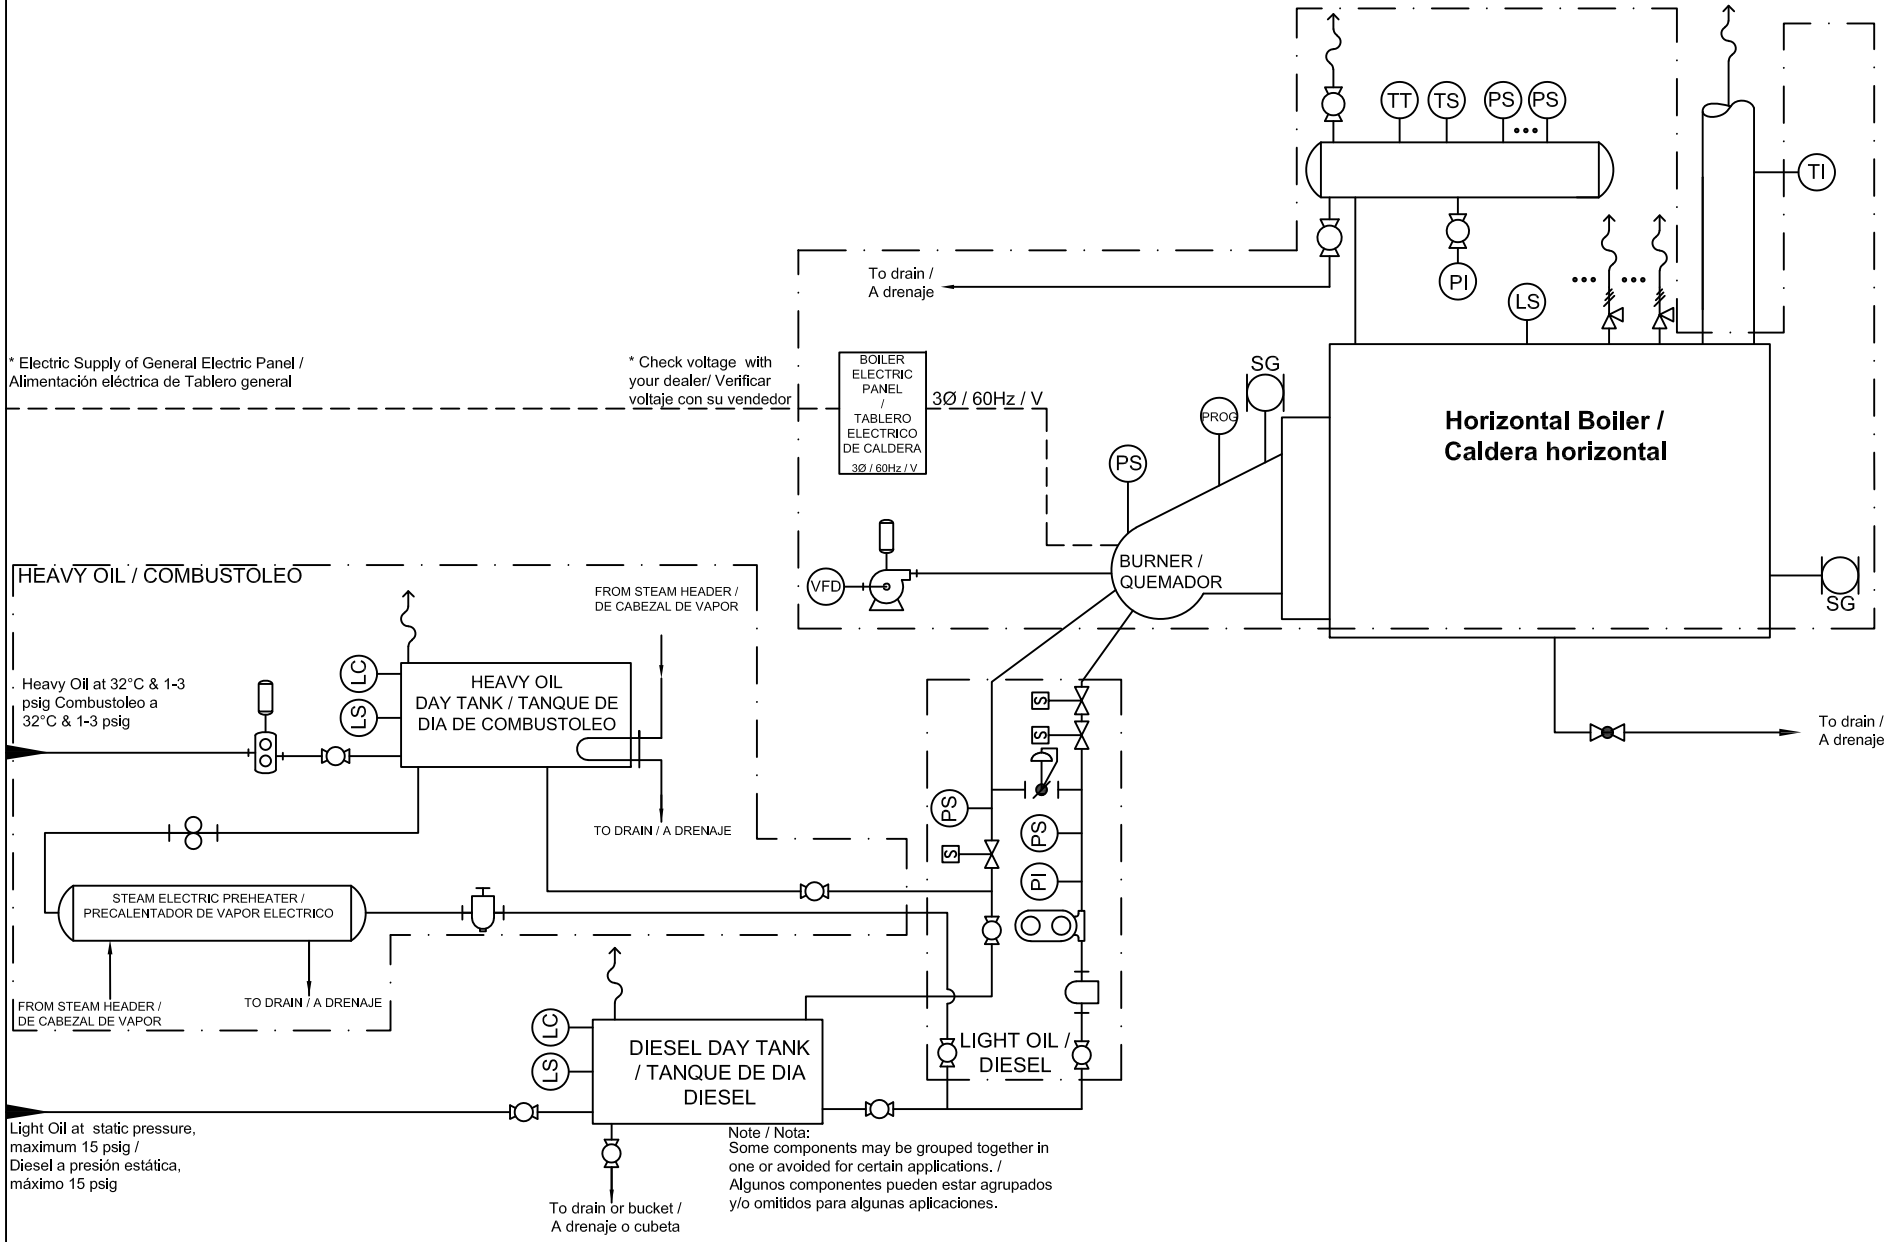 TT
TS
PS
PS
TI
To drain /
A drenaje
PI
LS
* Electric Supply of General Electric Panel /
Alimentación eléctrica de Tablero general
* Check voltage with
your dealer/ Verificar
voltaje con su vendedor
BOILER
ELECTRIC
PANEL
/
TABLERO
ELECTRICO
DE CALDERA
3Ø / 60Hz / V
3Ø / 60Hz / V
SG
PROG
PS
Horizontal Boiler /
Caldera horizontal
BURNER /
QUEMADOR
VFD
SG
HEAVY OIL / COMBUSTOLEO
FROM STEAM HEADER /
DE CABEZAL DE VAPOR
Heavy Oil at 32°C & 1-3
psig Combustoleo a
32°C & 1-3 psig
LC
LS
HEAVY OIL
DAY TANK / TANQUE DE
DIA DE COMBUSTOLEO
TO DRAIN / A DRENAJE
S
S
PS
PS
S
PI
To drain /
A drenaje
STEAM ELECTRIC PREHEATER /
PRECALENTADOR DE VAPOR ELECTRICO
FROM STEAM HEADER /
DE CABEZAL DE VAPOR
TO DRAIN / A DRENAJE
LC
LS
DIESEL DAY TANK
/ TANQUE DE DIA
DIESEL
LIGHT OIL /
DIESEL
Light Oil at static pressure,
maximum 15 psig /
Diesel a presión estática,
máximo 15 psig
To drain or bucket /
A drenaje o cubeta
Note / Nota:
Some components may be grouped together in
one or avoided for certain applications. /
Algunos componentes pueden estar agrupados
y/o omitidos para algunas aplicaciones.